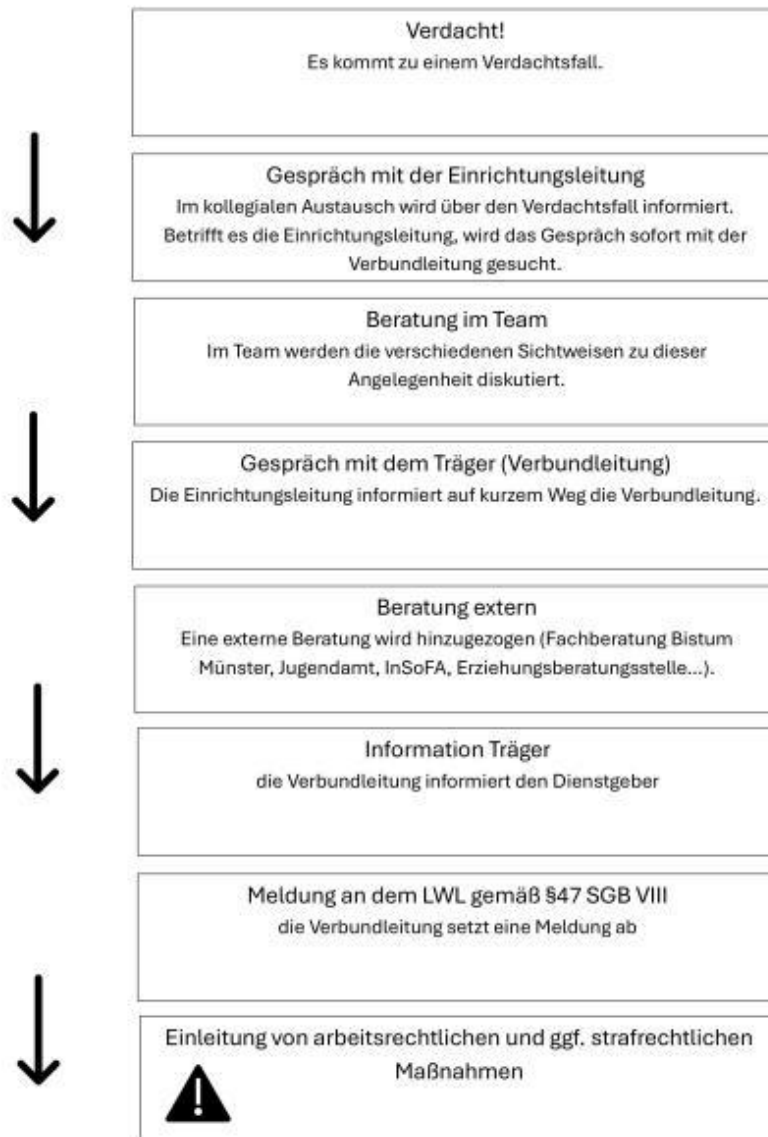 Verdacht!
Es kommt zu einem Verdachtsfall.
Gespräch mit der Einrichtungsleitung
Im kollegialen Austausch wird über den Verdachtsfall informiert.
Betrifft es die Einrichtungsleitung, wird das Gespräch sofort mit der
Verbundleitung gesucht.
Beratung im Team
Im Team werden die verschiedenen Sichtweisen zu dieser
Angelegenheit diskutiert.
Gespräch mit dem Träger (Verbundleitung)
Die Einrichtungsleitung informiert auf kurzem Weg die Verbundleitung.
Beratung extern
Eine externe Beratung wird hinzugezogen (Fachberatung Bistum
Münster, Jugendamt, InSoFA, Erziehungsberatungsstelle...).
Information Träger
die Verbundleitung informiert den Dienstgeber
Meldung an dem LWL gemäß §47 SGB VIII
die Verbundleitung setzt eine Meldung ab
Einleitung von arbeitsrechtlichen und ggf. strafrechtlichen
Maßnahmen